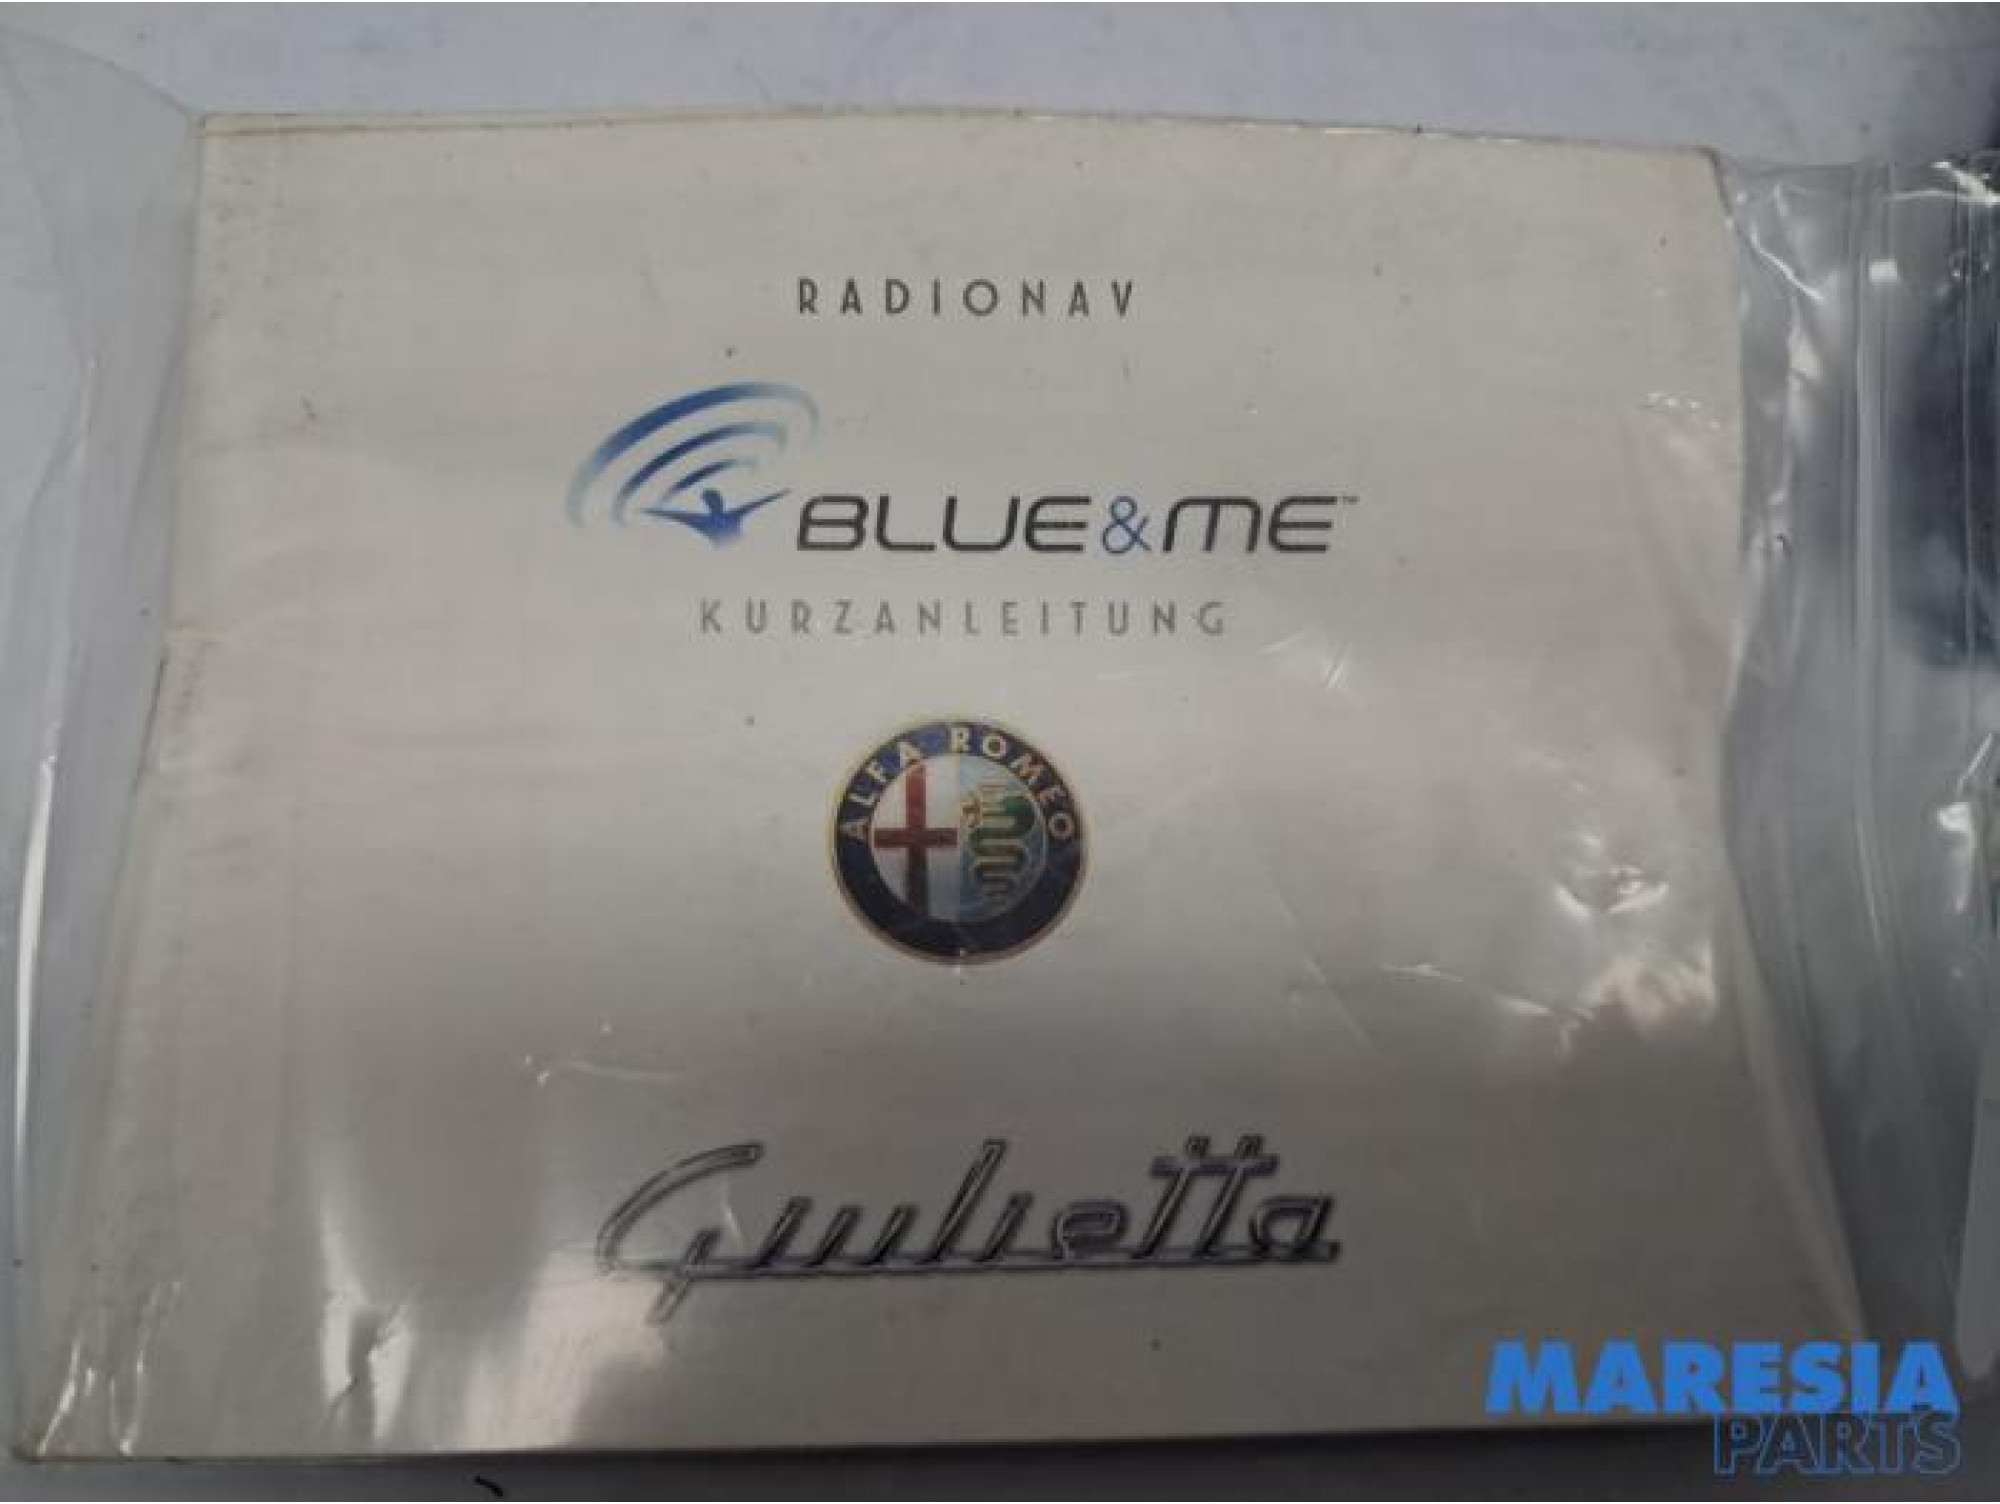 RADIONAV
BLUE&ME™
KURZANLEITUNG
ALFA ROMEO
Giulietta
MARESIA
PARTS